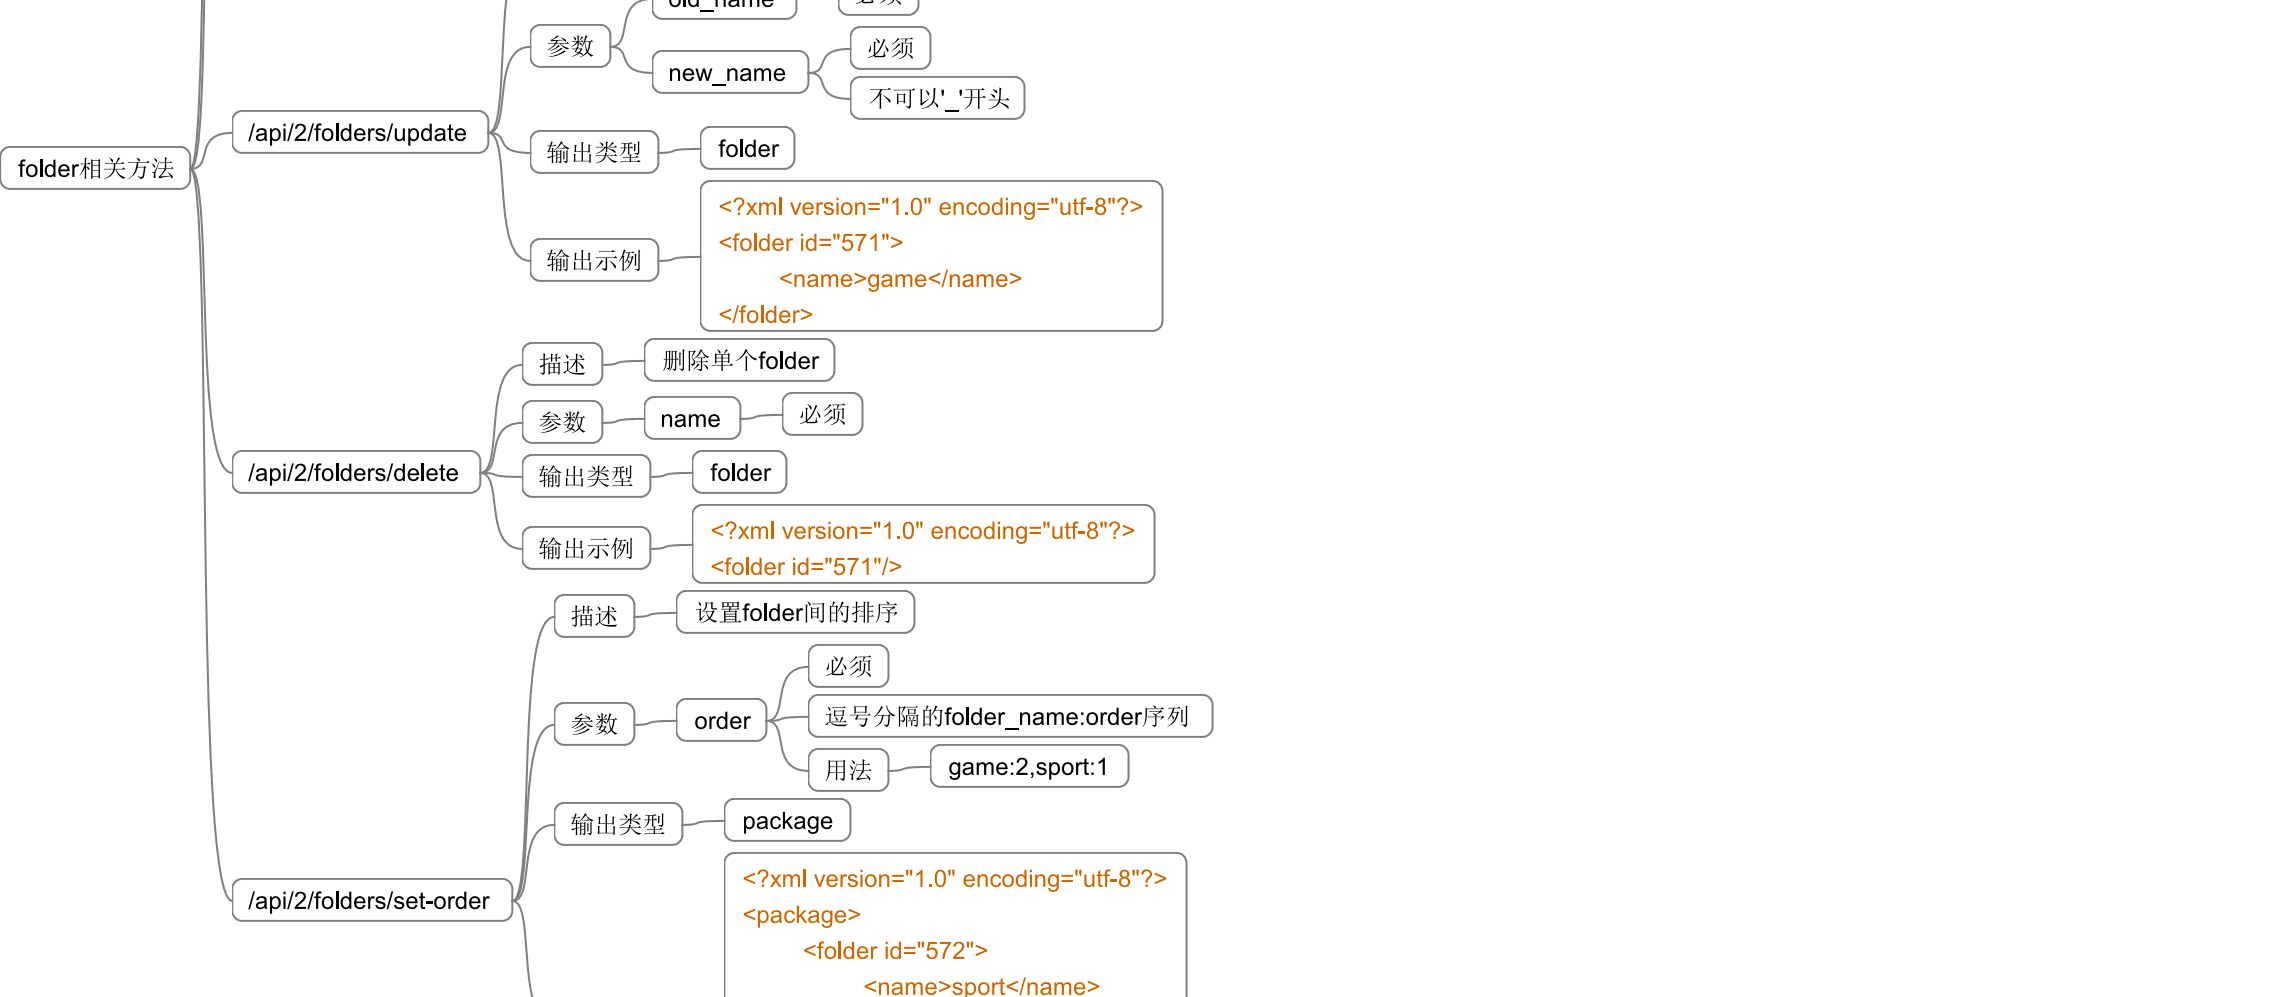 old_name
必须
参数
new_name
必须
不可以'_'开头
folder相关方法
/api/2/folders/update
输出类型
folder
输出示例
<?xml version="1.0" encoding="utf-8"?>
<folder id="571">
<name>game</name>
</folder>
描述
删除单个folder
参数
name
必须
/api/2/folders/delete
输出类型
folder
输出示例
<?xml version="1.0" encoding="utf-8"?>
<folder id="571"/>
描述
设置folder间的排序
参数
order
必须
逗号分隔的folder_name:order序列
用法
game:2,sport:1
输出类型
package
/api/2/folders/set-order
<?xml version="1.0" encoding="utf-8"?>
<package>
<folder id="572">
<name>sport</name>